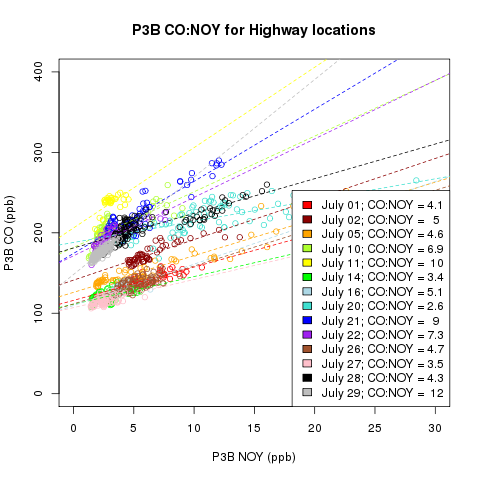 P3B CO:NOY for Highway locations
P3B CO (ppb)
400
300
200
100
0
July 01; CO:NOY = 4.1
July 02; CO:NOY = 5
July 05; CO:NOY = 4.6
July 10; CO:NOY = 6.9
July 11; CO:NOY = 10
July 14; CO:NOY = 3.4
July 16; CO:NOY = 5.1
July 20; CO:NOY = 2.6
July 21; CO:NOY = 9
July 22; CO:NOY = 7.3
July 26; CO:NOY = 4.7
July 27; CO:NOY = 3.5
July 28; CO:NOY = 4.3
July 29; CO:NOY = 12
0 5 10 15 20 25 30
P3B NOY (ppb)